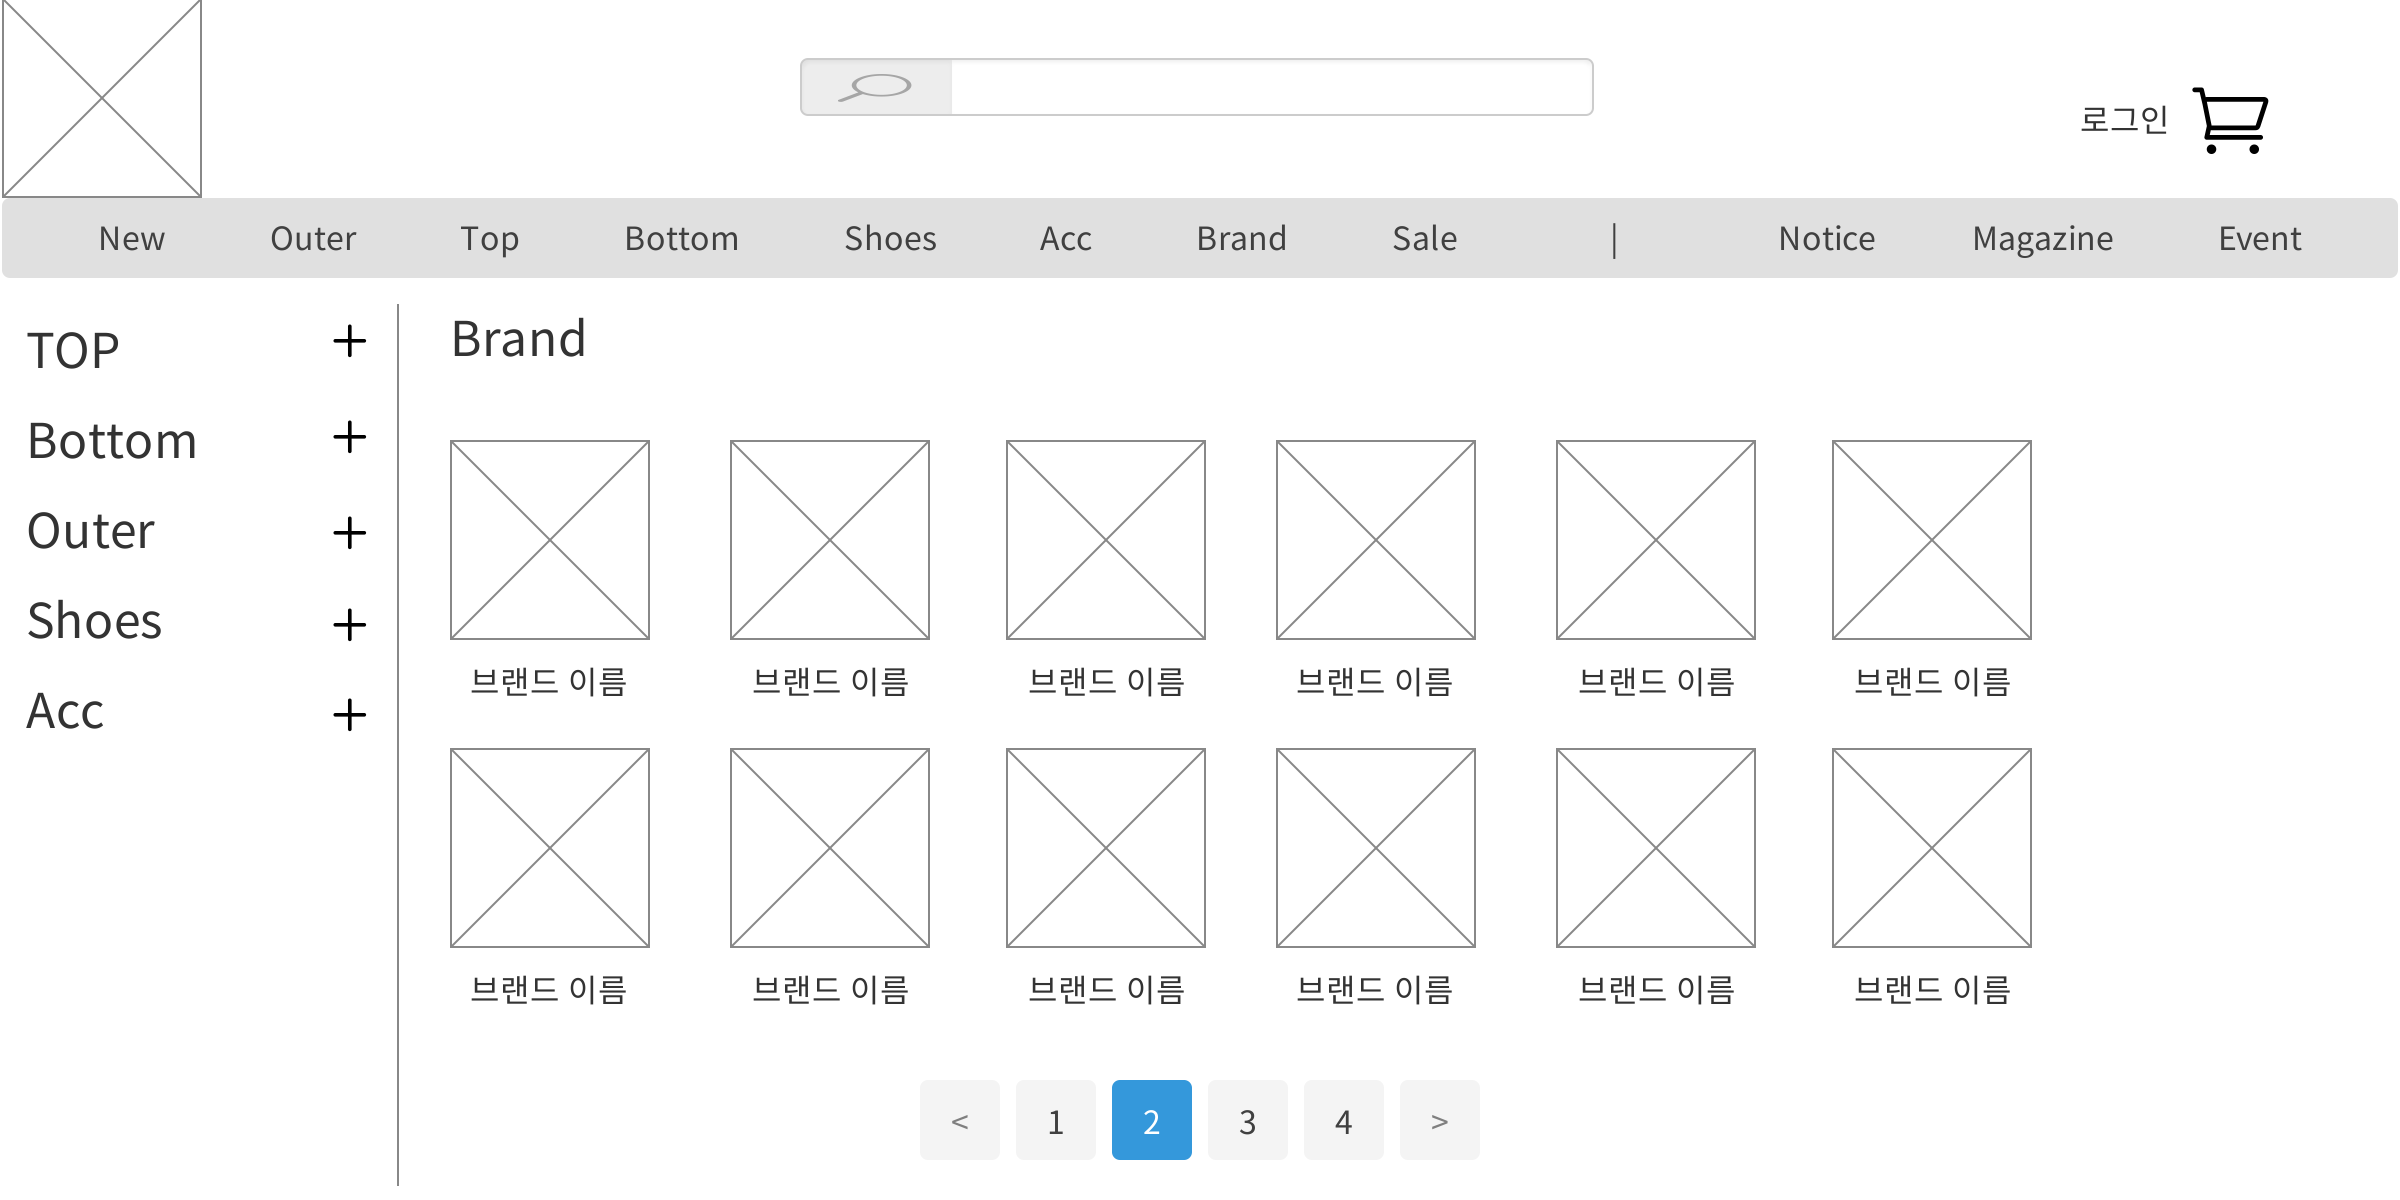 로그인
New Outer Top Bottom Shoes Acc Brand Sale | Notice Magazine Event
TOP +
Bottom +
Outer +
Shoes +
Acc +
Brand
브랜드 이름 브랜드 이름 브랜드 이름 브랜드 이름 브랜드 이름 브랜드 이름
브랜드 이름 브랜드 이름 브랜드 이름 브랜드 이름 브랜드 이름 브랜드 이름
< 1 2 3 4 >